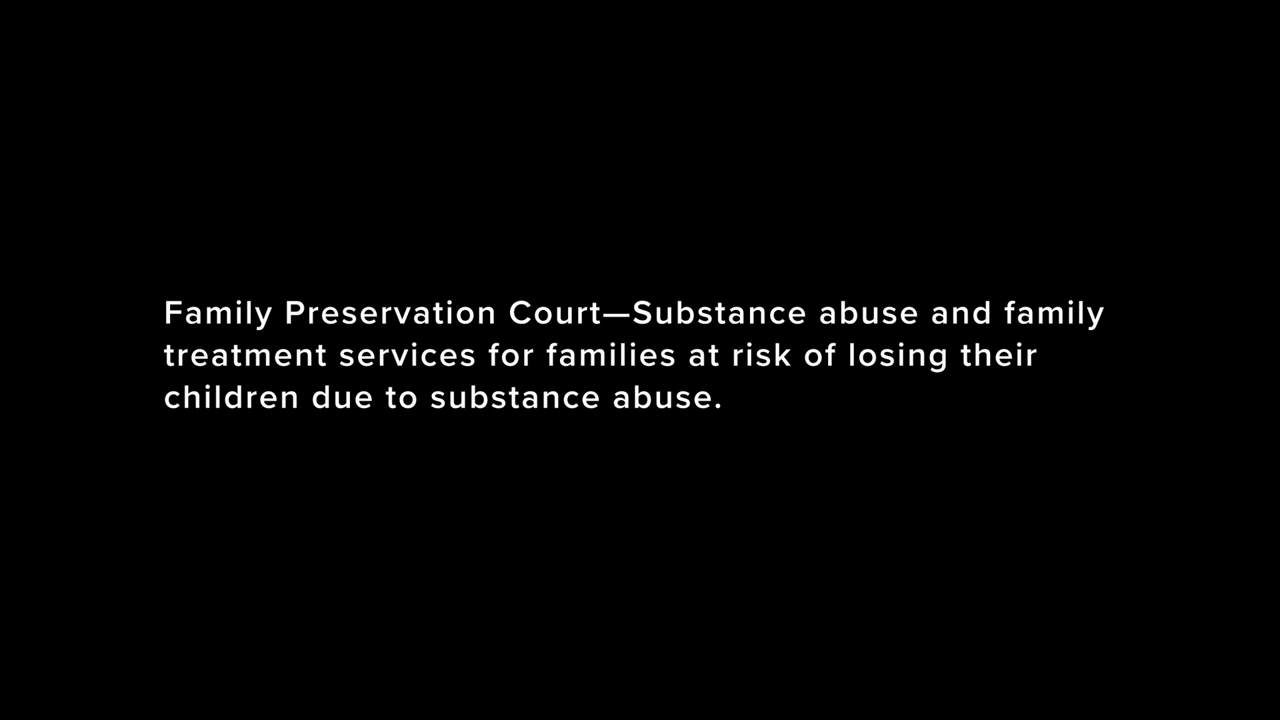 Family Preservation Court—Substance abuse and family
treatment services for families at risk of losing their
children due to substance abuse.